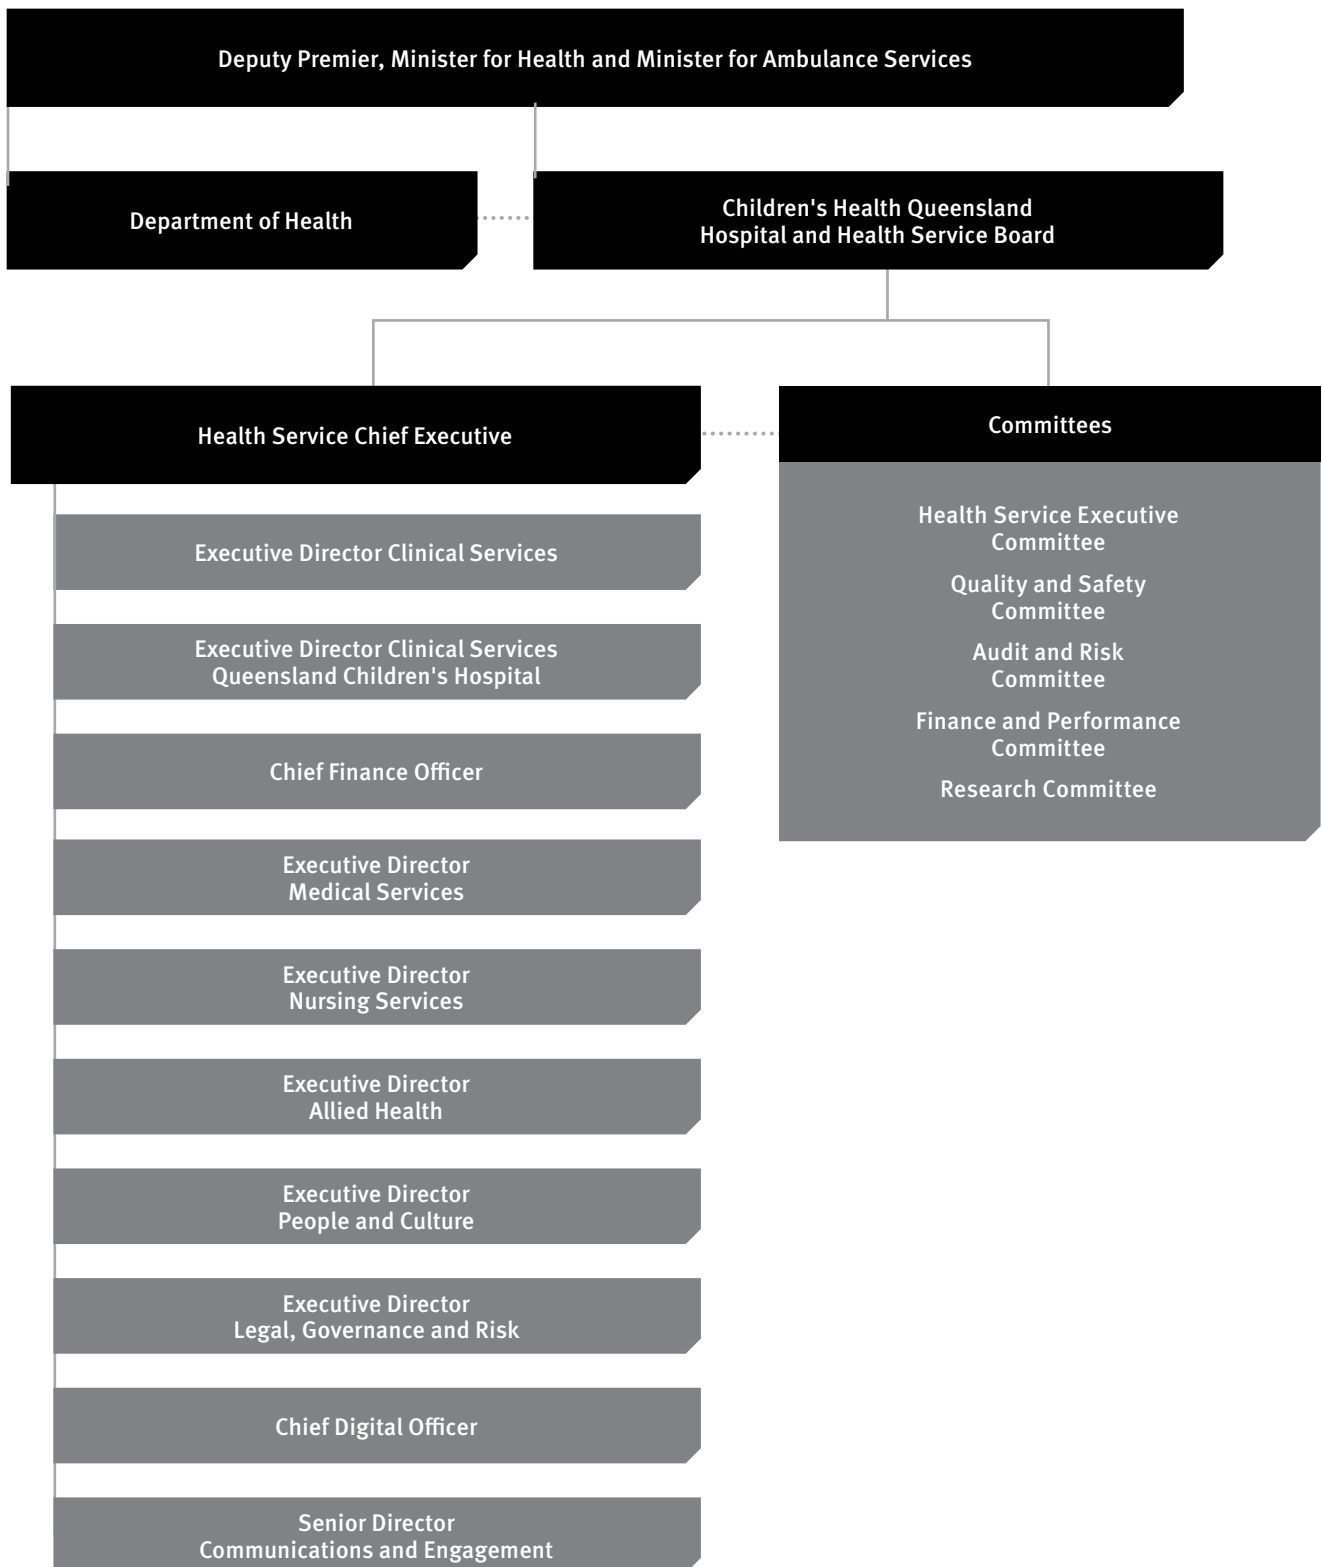 Deputy Premier, Minister for Health and Minister for Ambulance Services
Department of Health
Children's Health Queensland
Hospital and Health Service Board
Health Service Chief Executive
Executive Director Clinical Services
Executive Director Clinical Services
Queensland Children's Hospital
Chief Finance Officer
Executive Director
Medical Services
Executive Director
Nursing Services
Executive Director
Allied Health
Executive Director
People and Culture
Executive Director
Legal, Governance and Risk
Chief Digital Officer
Senior Director
Communications and Engagement
Committees
Health Service Executive
Committee
Quality and Safety
Committee
Audit and Risk
Committee
Finance and Performance
Committee
Research Committee